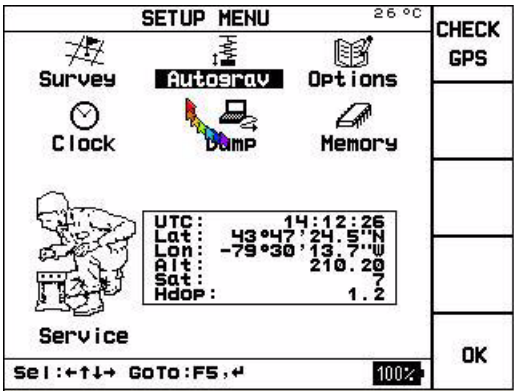 SETUP MENU 26°C
CHECK
GPS
Survey Autograv Options
Clock Dump Memory
UTC: 14:12:26
Lat: 43°47'24.5"N
Lon: -79°30'13.7"W
Alt: 210.20
Sat: 7
Hdop: 1.2
Service
OK
Sel:←↑↓→ GoTo:F5,↵ 100%